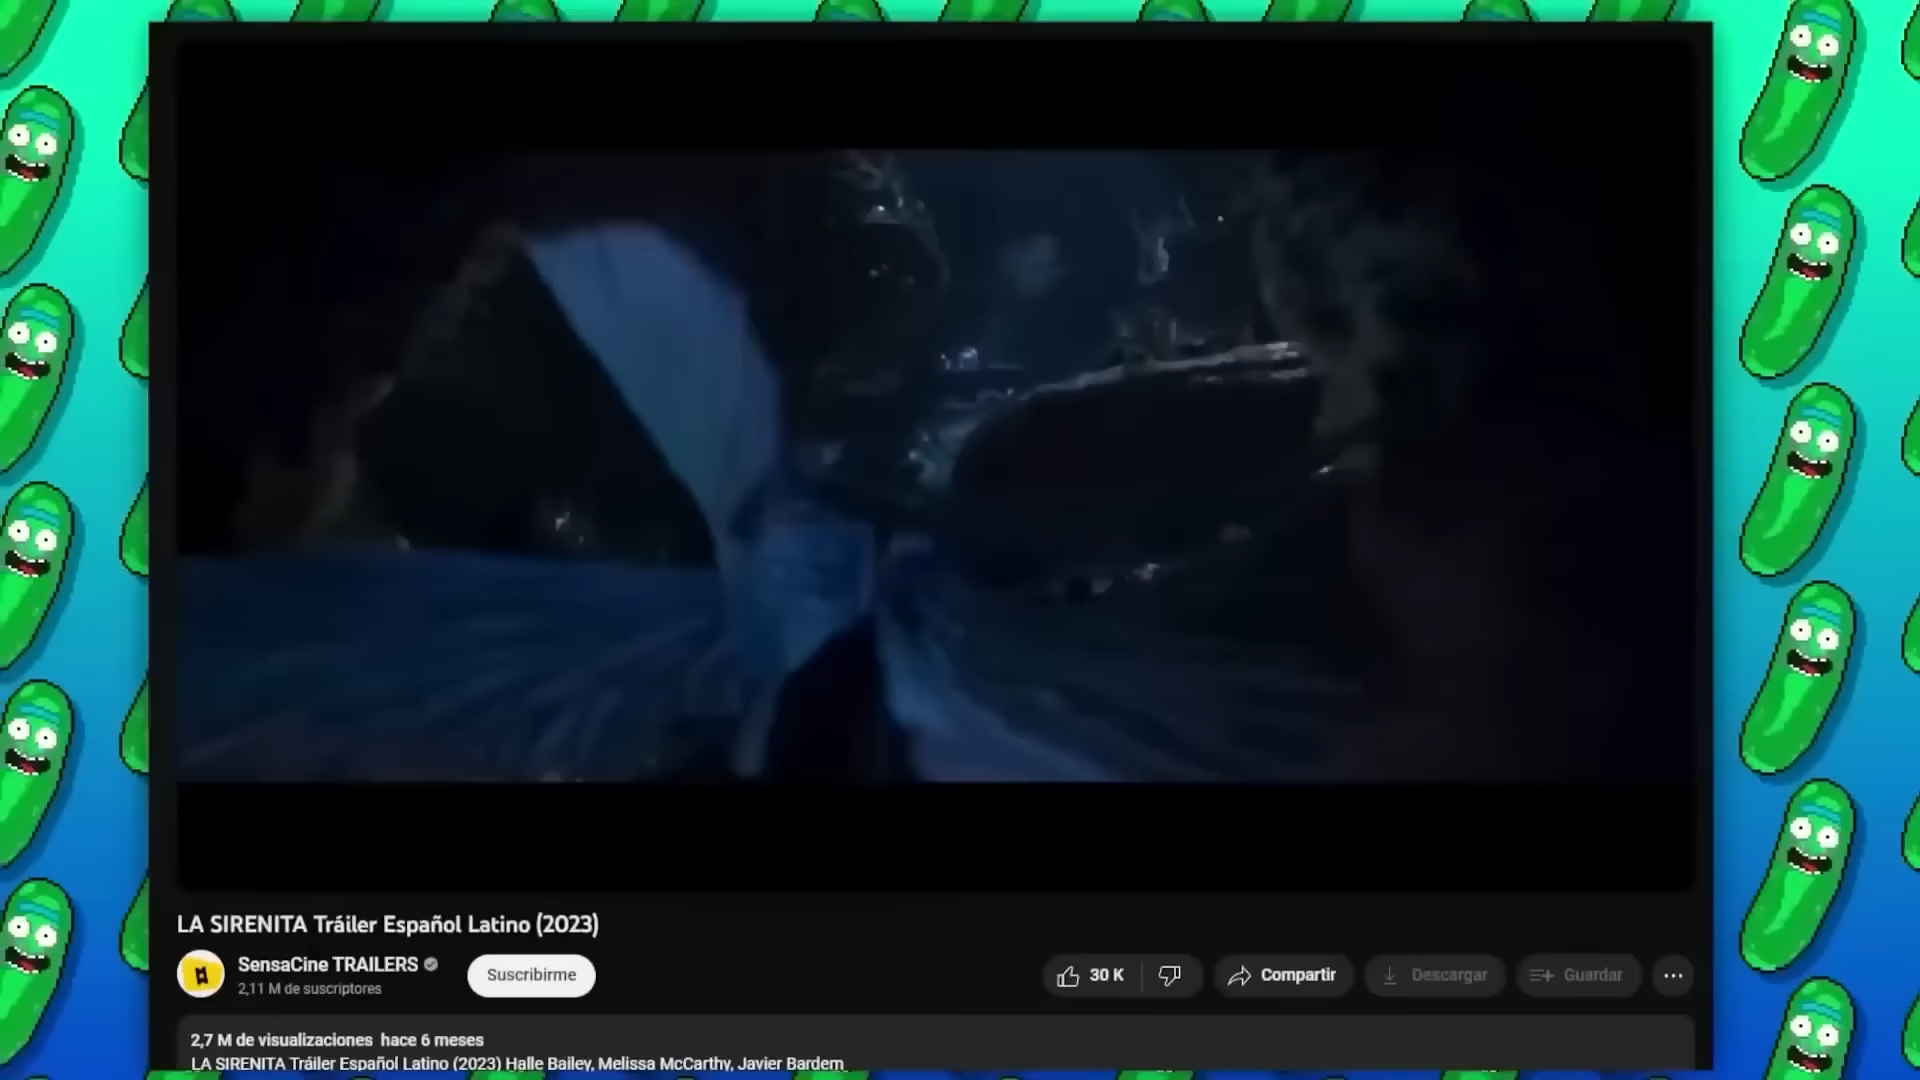 LA SIRENITA Tráiler Español Latino (2023)
SensaCine TRAILERS
2,11 M de suscriptores
Suscribirme
30 K
Compartir
Descargar
Guardar
2,7 M de visualizaciones hace 6 meses
LA SIRENITA Tráiler Español Latino (2023) Halle Bailey, Melissa McCarthy, Javier Bardem